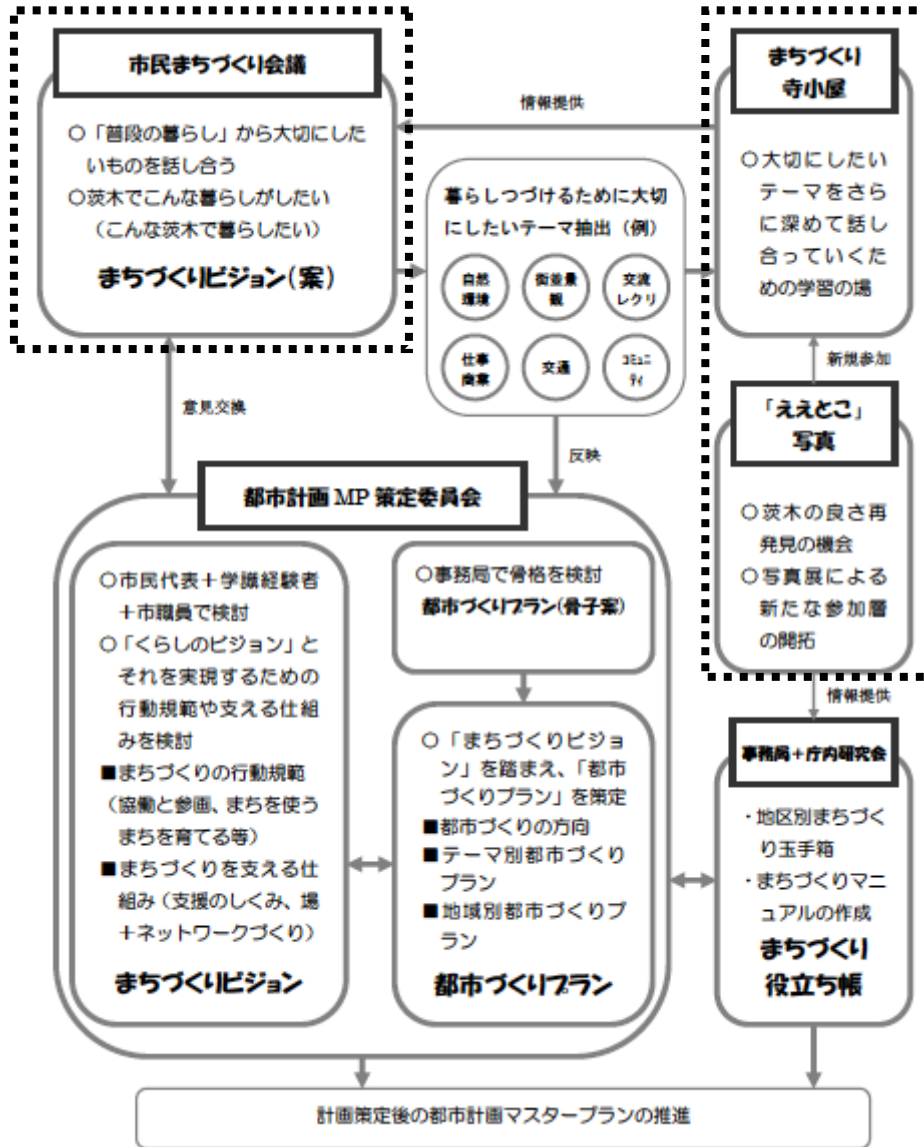 市民まちづくり会議
○「普段の暮らし」から大切にした
いものを話し合う
○茨木でこんな暮らしがしたい
（こんな茨木で暮らしたい）
まちづくりビジョン(案)
情報提供
暮らしつづけるために大切
にしたいテーマ抽出（例）
自然
環境
街並景
観
交流
レクリ
仕事
商業
交通
ｺﾐｭﾆ
ﾃｨ
まちづくり
寺小屋
○大切にしたい
テーマをさら
に深めて話し
合っていくた
めの学習の場
新規参加
「ええとこ」
写真
○茨木の良さ再
発見の機会
○写真展による
新たな参加層
の開拓
意見交換
反映
情報提供
都市計画 MP 策定委員会
○市民代表＋学識経験者
＋市職員で検討
○「くらしのビジョン」と
それを実現するための
行動規範や支える仕組
みを検討
■まちづくりの行動規範
（協働と参画、まちを使う
まちを育てる等）
■まちづくりを支える仕
組み（支援のしくみ、場
＋ネットワークづくり）
まちづくりビジョン
○事務局で骨格を検討
都市づくりプラン(骨子案)
○「まちづくりビジョ
ン」を踏まえ、「都市
づくりプラン」を策定
■都市づくりの方向
■テーマ別都市づくり
プラン
■地域別都市づくりプ
ラン
都市づくりプラン
事務局＋庁内研究会
・地区別まちづく
り玉手箱
・まちづくりマニ
ュアルの作成
まちづくり
役立ち帳
計画策定後の都市計画マスタープランの推進